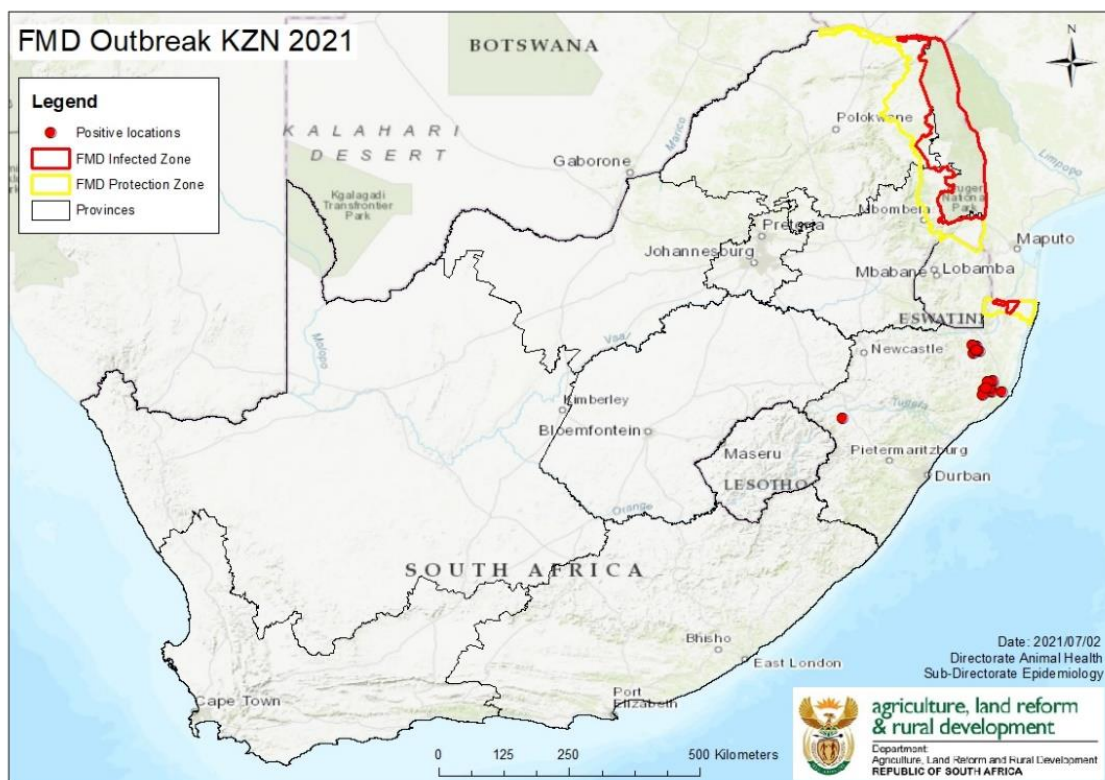 FMD Outbreak KZN 2021
Legend
Positive locations
FMD Infected Zone
FMD Protection Zone
Provinces
BOTSWANA
KALAHARI
DESERT
Kgalagadi
Transfrontier
Park
Gaborone
Marico
Polokwane
Limpopo
Kruger
National
Park
Mbombela
Pretoria
Johannesburg
Maputo
Mbabane
Lobamba
ESWATINI
Molopo
Vaal
Newcastle
Kimberley
Tugela
Bloemfontein
Maseru
Pietermaritzburg
LESOTHO
Durban
Orange
SOUTH AFRICA
Bhisho
East London
Port
Elizabeth
Cape Town
Date: 2021/07/02
Directorate Animal Health
Sub-Directorate Epidemiology
0 125 250 500 Kilometers
agriculture, land reform
& rural development
Department:
Agriculture, Land Reform and Rural Development
REPUBLIC OF SOUTH AFRICA